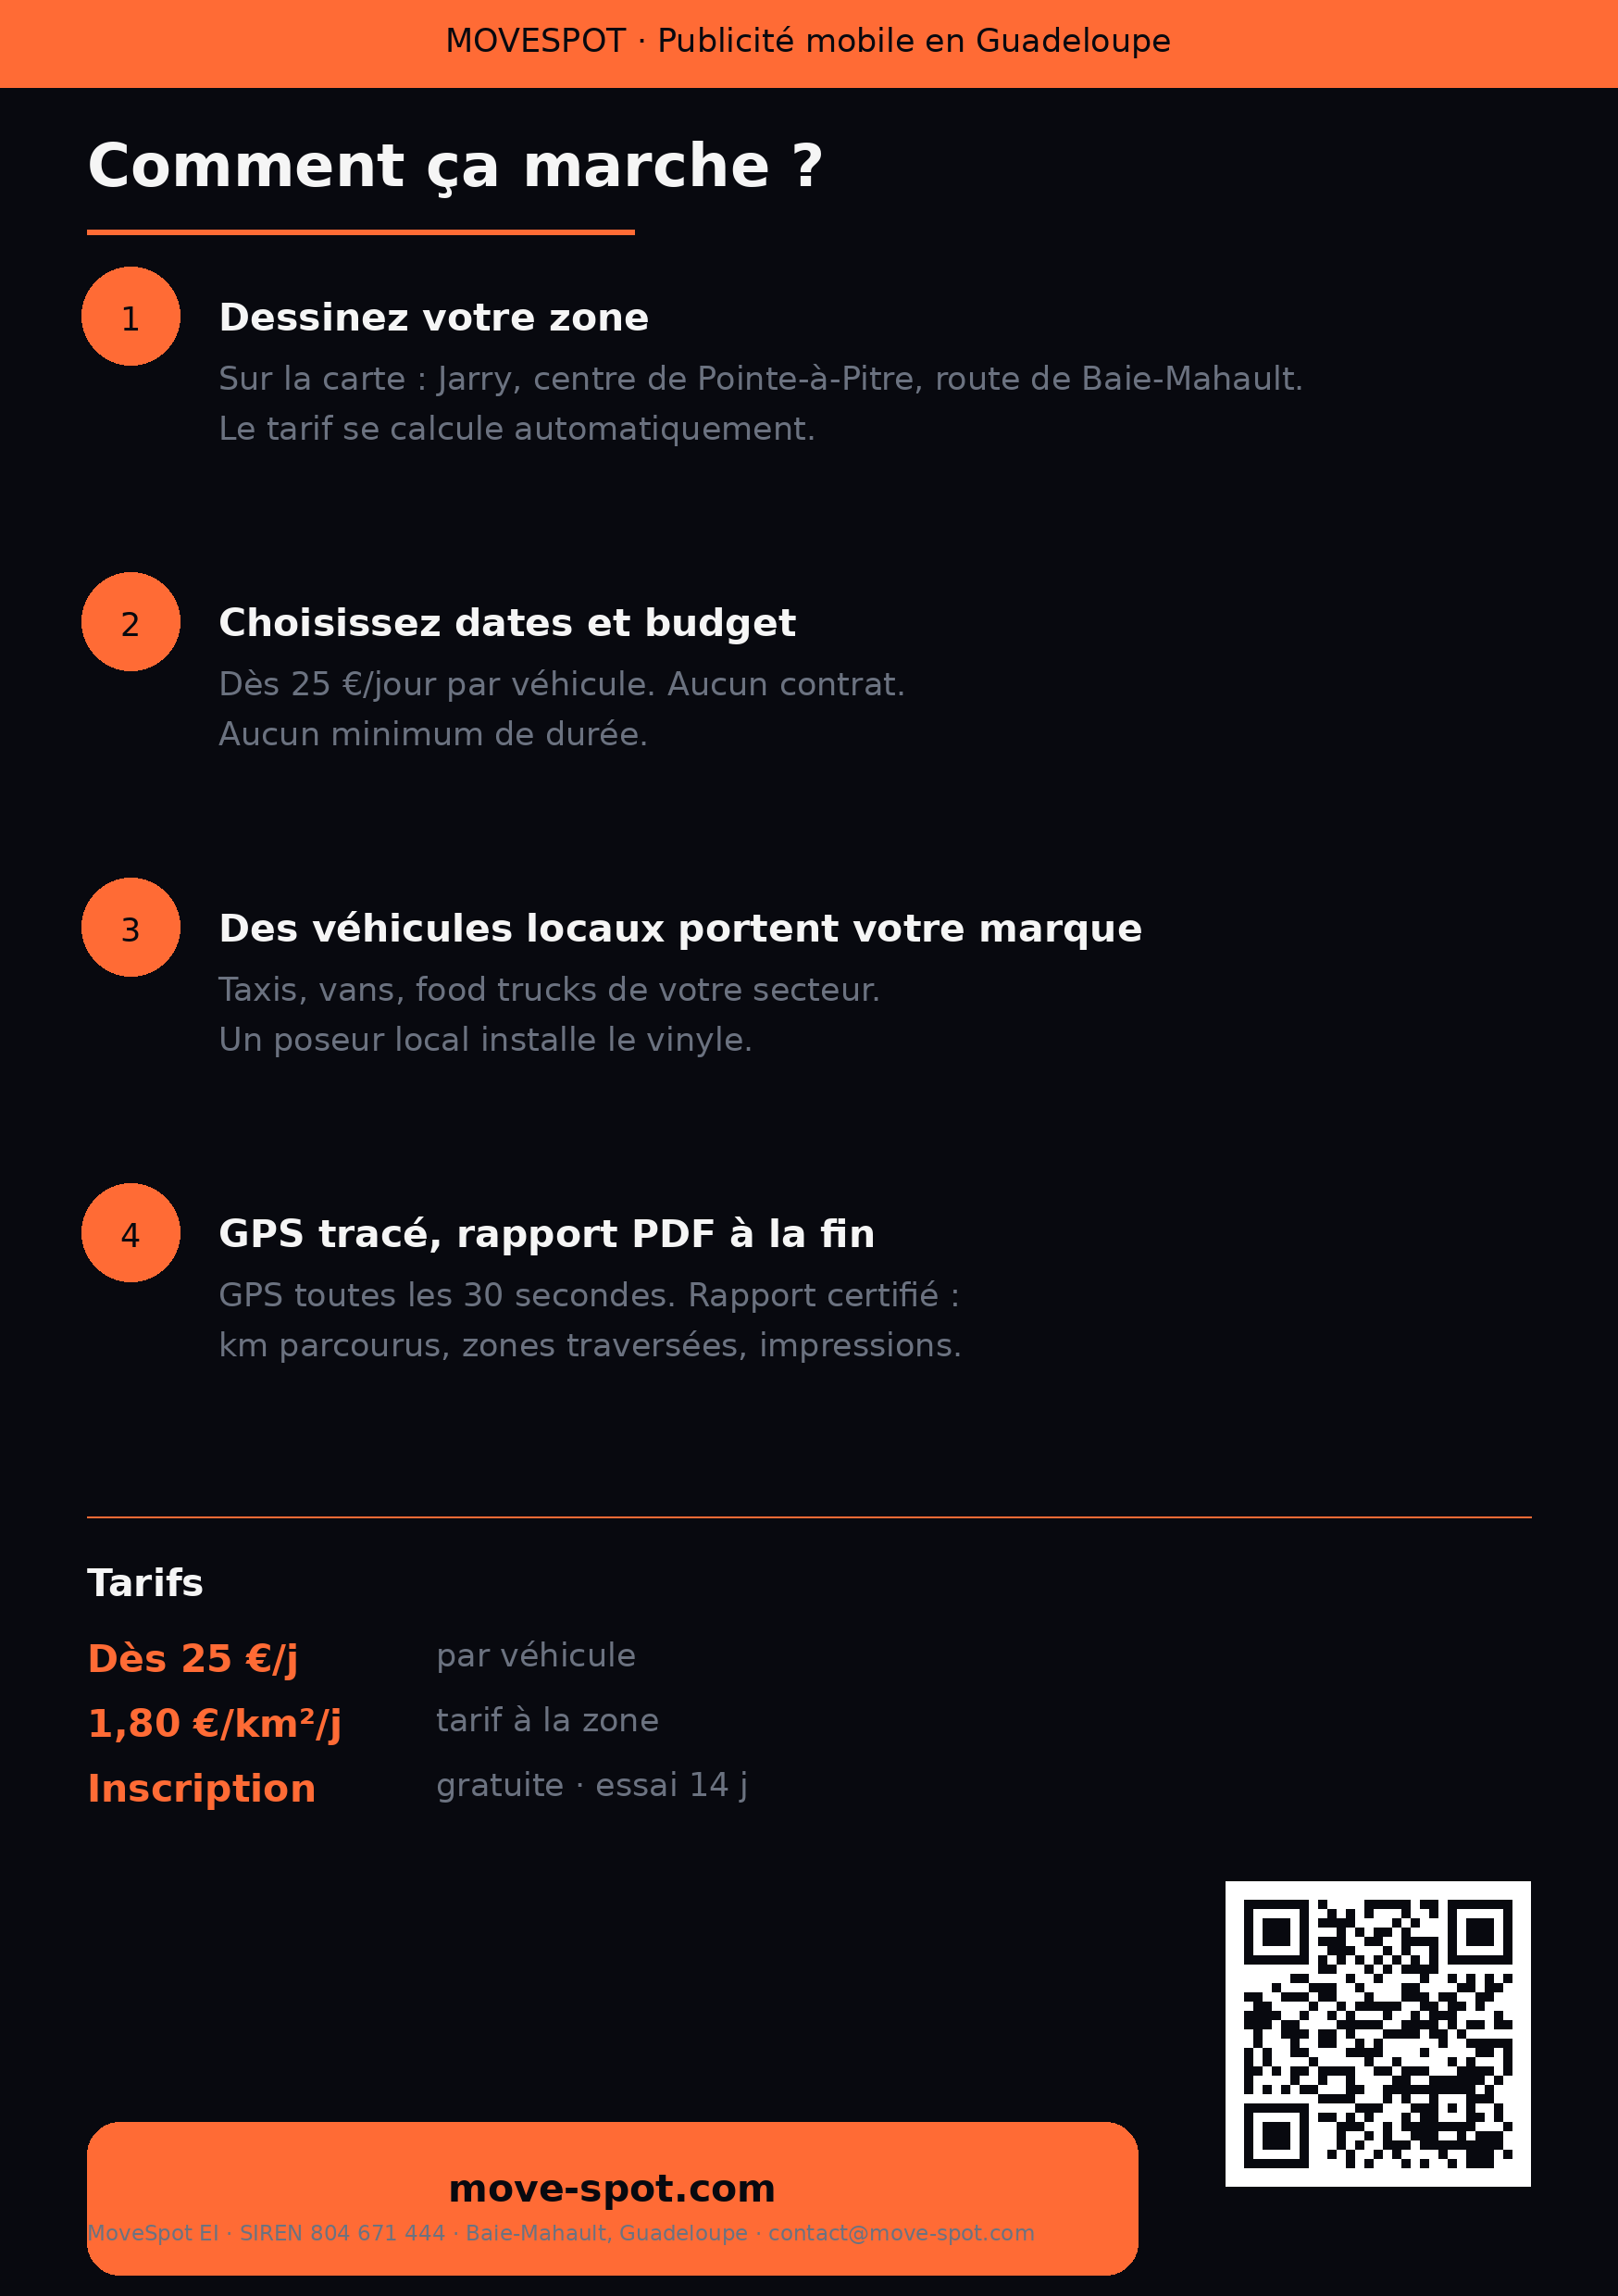 MOVESPOT · Publicité mobile en Guadeloupe
Comment ça marche ?
1
Dessinez votre zone
Sur la carte : Jarry, centre de Pointe-à-Pitre, route de Baie-Mahault.
Le tarif se calcule automatiquement.
2
Choisissez dates et budget
Dès 25 €/jour par véhicule. Aucun contrat.
Aucun minimum de durée.
3
Des véhicules locaux portent votre marque
Taxis, vans, food trucks de votre secteur.
Un poseur local installe le vinyle.
4
GPS tracé, rapport PDF à la fin
GPS toutes les 30 secondes. Rapport certifié :
km parcourus, zones traversées, impressions.
Tarifs
Dès 25 €/j par véhicule
1,80 €/km²/j tarif à la zone
Inscription gratuite · essai 14 j
move-spot.com
MoveSpot EI · SIREN 804 671 444 · Baie-Mahault, Guadeloupe · contact@move-spot.com